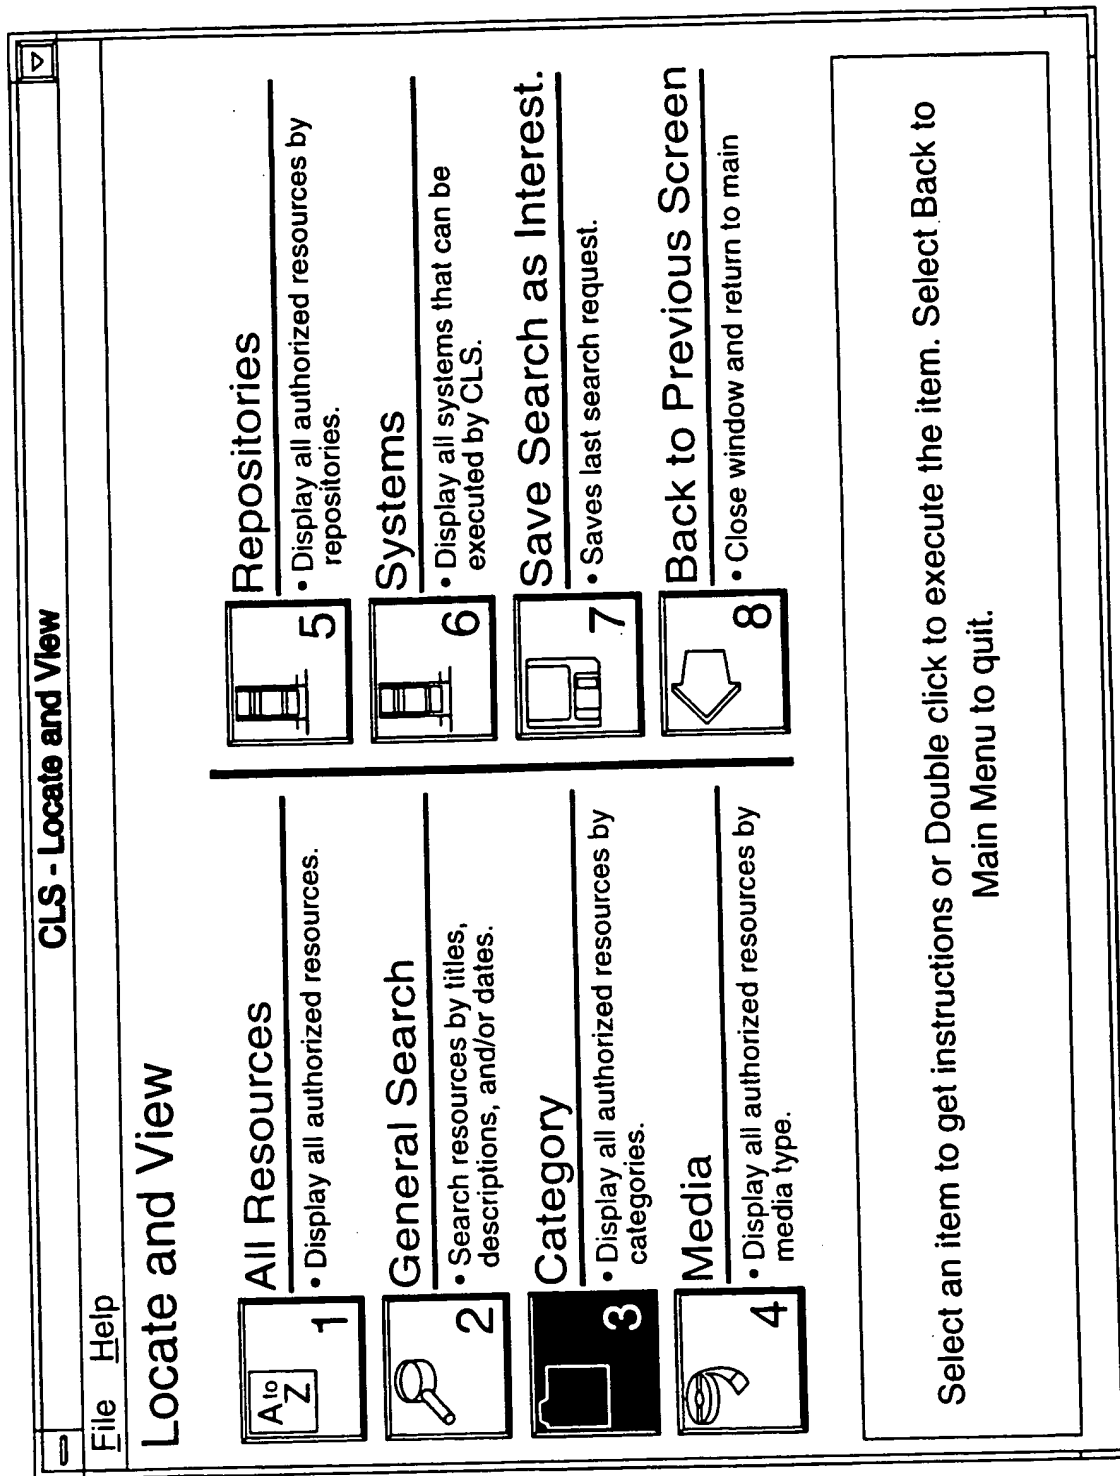 CLS - Locate and View
File Help
Locate and View
A to
Z
1
All Resources
• Display all authorized resources.
2
General Search
• Search resources by titles,
descriptions, and/or dates.
3
Category
• Display all authorized resources by
categories.
4
Media
• Display all authorized resources by
media type.
5
Repositories
• Display all authorized resources by
repositories.
6
Systems
• Display all systems that can be
executed by CLS.
7
Save Search as Interest.
• Saves last search request.
8
Back to Previous Screen
• Close window and return to main
Select an item to get instructions or Double click to execute the item. Select Back to
Main Menu to quit.